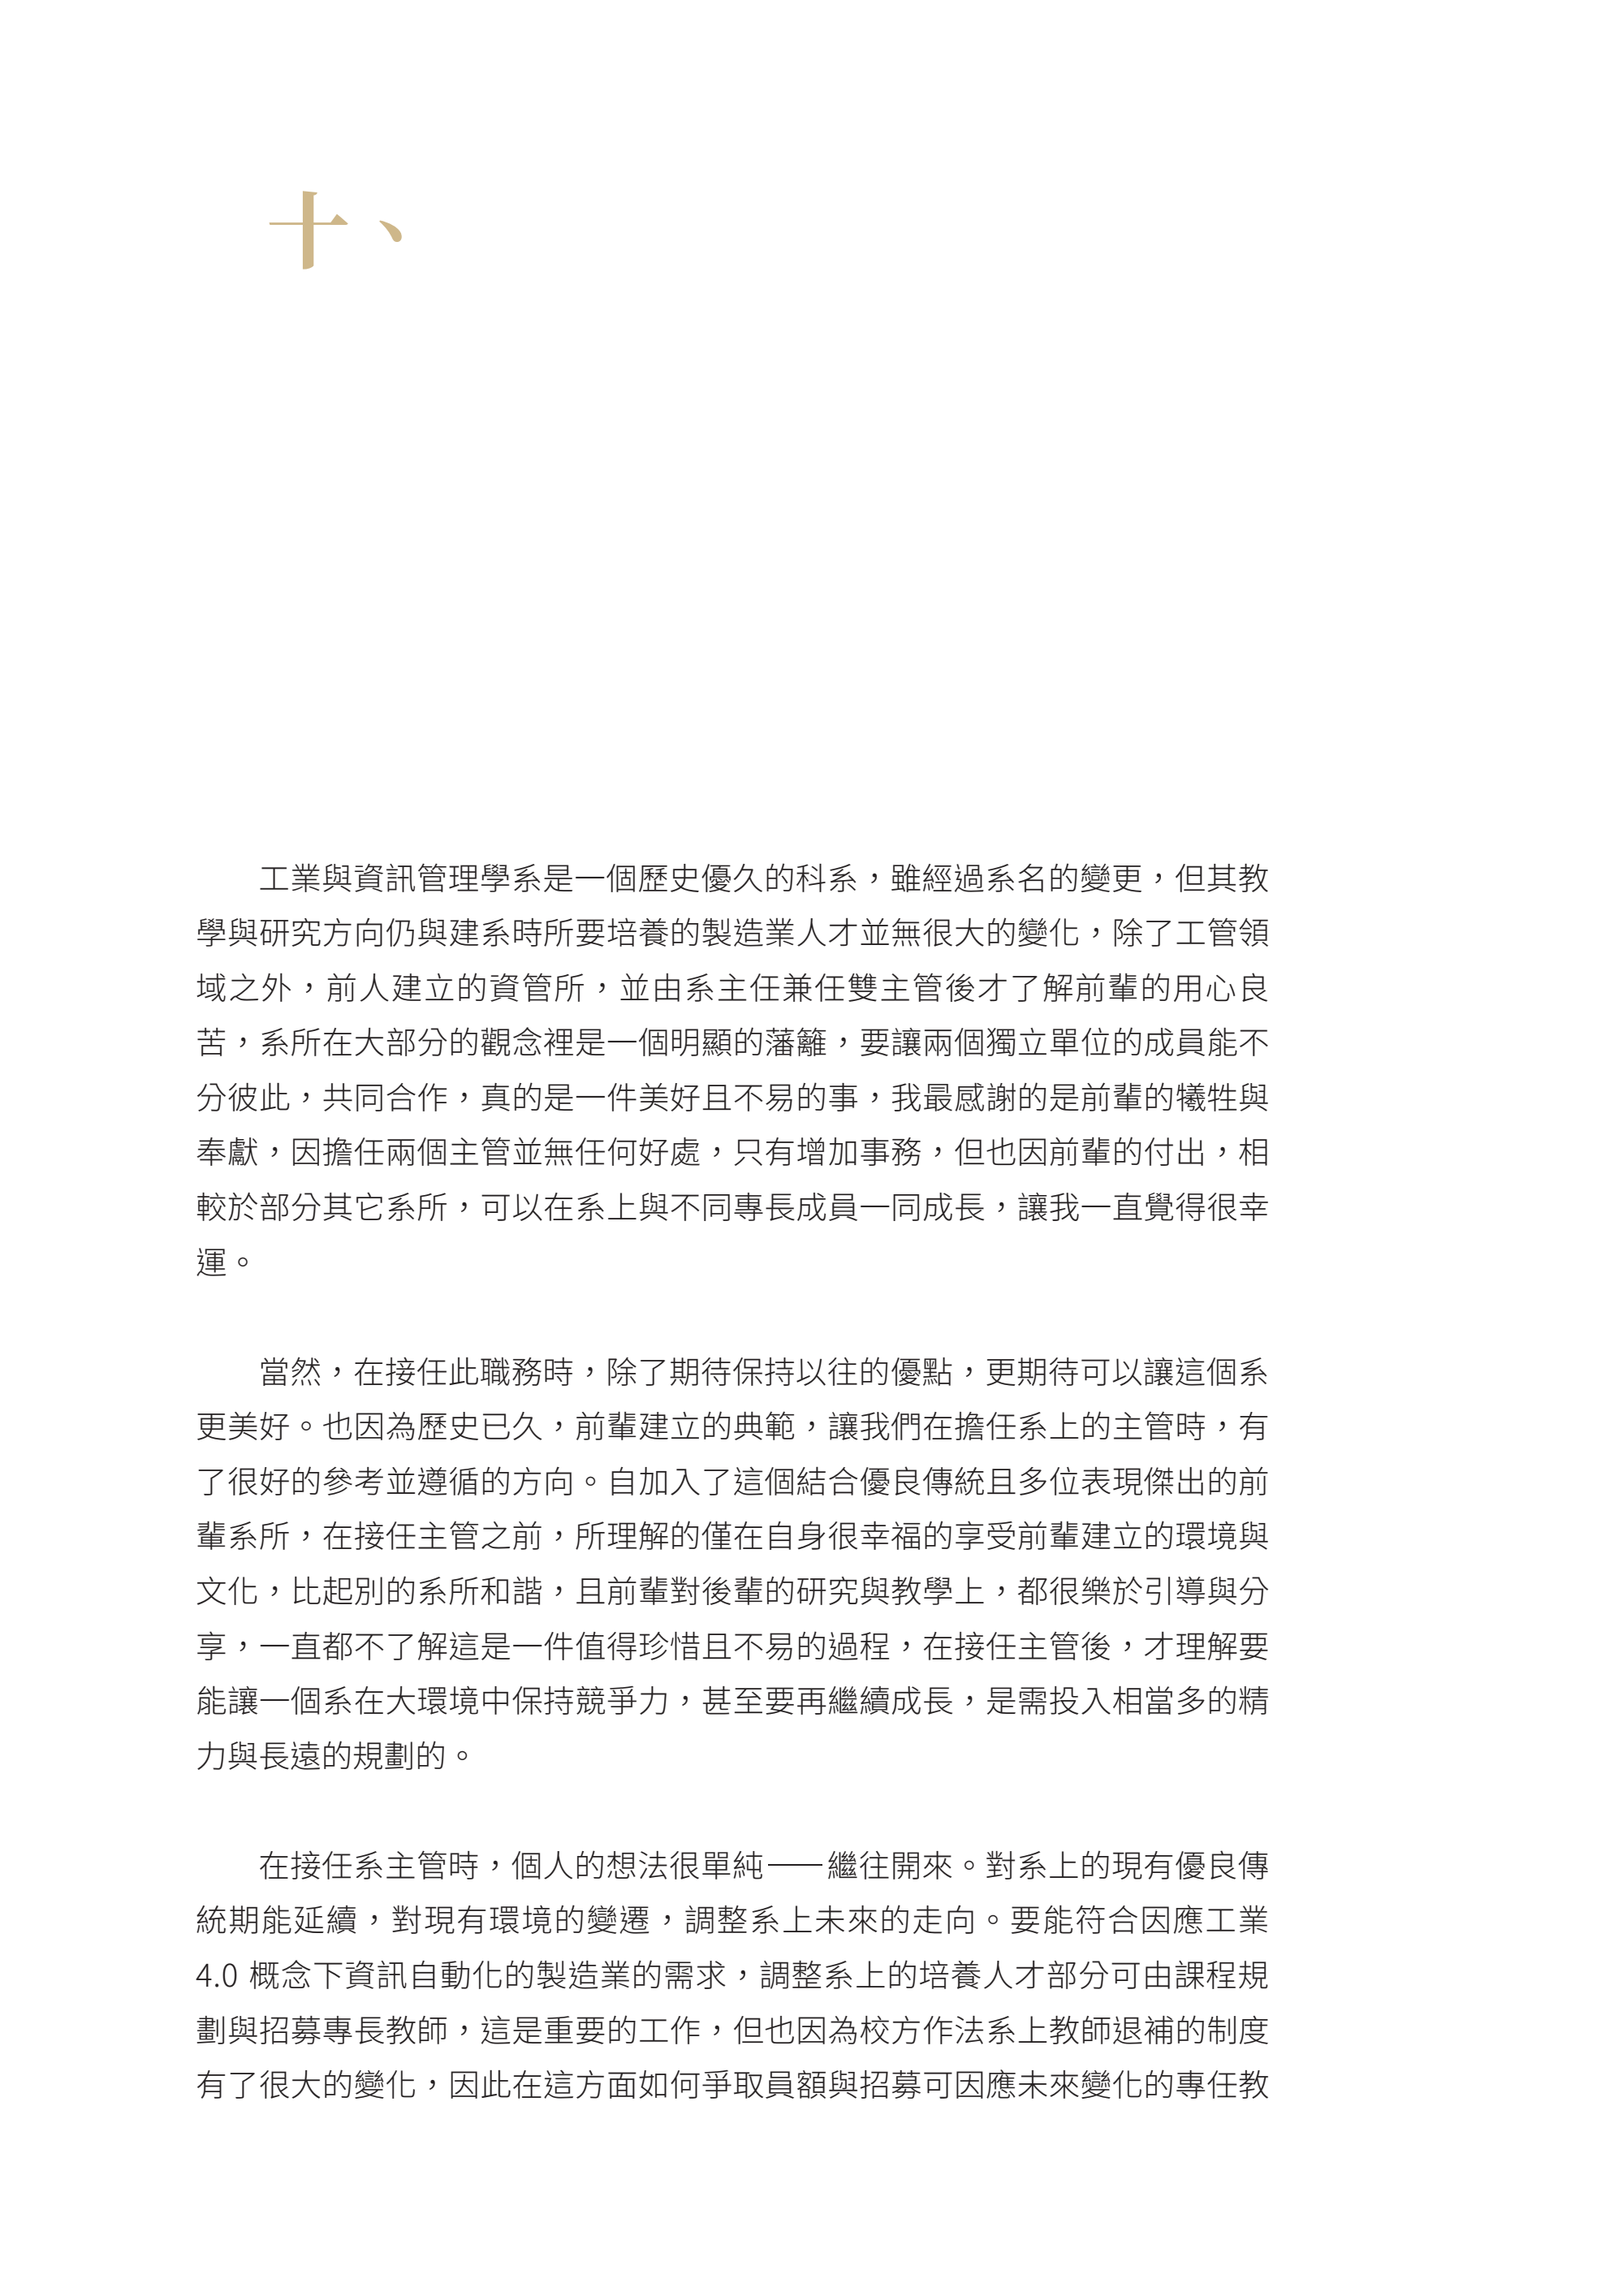 十、
工業與資訊管理學系是一個歷史優久的科系，雖經過系名的變更，但其教
學與研究方向仍與建系時所要培養的製造業人才並無很大的變化，除了工管領
域之外，前人建立的資管所，並由系主任兼任雙主管後才了解前輩的用心良
苦，系所在大部分的觀念裡是一個明顯的藩籬，要讓兩個獨立單位的成員能不
分彼此，共同合作，真的是一件美好且不易的事，我最感謝的是前輩的犧牲與
奉獻，因擔任兩個主管並無任何好處，只有增加事務，但也因前輩的付出，相
較於部分其它系所，可以在系上與不同專長成員一同成長，讓我一直覺得很幸
運。
當然，在接任此職務時，除了期待保持以往的優點，更期待可以讓這個系
更美好。也因為歷史已久，前輩建立的典範，讓我們在擔任系上的主管時，有
了很好的參考並遵循的方向。自加入了這個結合優良傳統且多位表現傑出的前
輩系所，在接任主管之前，所理解的僅在自身很幸福的享受前輩建立的環境與
文化，比起別的系所和諧，且前輩對後輩的研究與教學上，都很樂於引導與分
享，一直都不了解這是一件值得珍惜且不易的過程，在接任主管後，才理解要
能讓一個系在大環境中保持競爭力，甚至要再繼續成長，是需投入相當多的精
力與長遠的規劃的。
在接任系主管時，個人的想法很單純——繼往開來。對系上的現有優良傳
統期能延續，對現有環境的變遷，調整系上未來的走向。要能符合因應工業
4.0 概念下資訊自動化的製造業的需求，調整系上的培養人才部分可由課程規
劃與招募專長教師，這是重要的工作，但也因為校方作法系上教師退補的制度
有了很大的變化，因此在這方面如何爭取員額與招募可因應未來變化的專任教